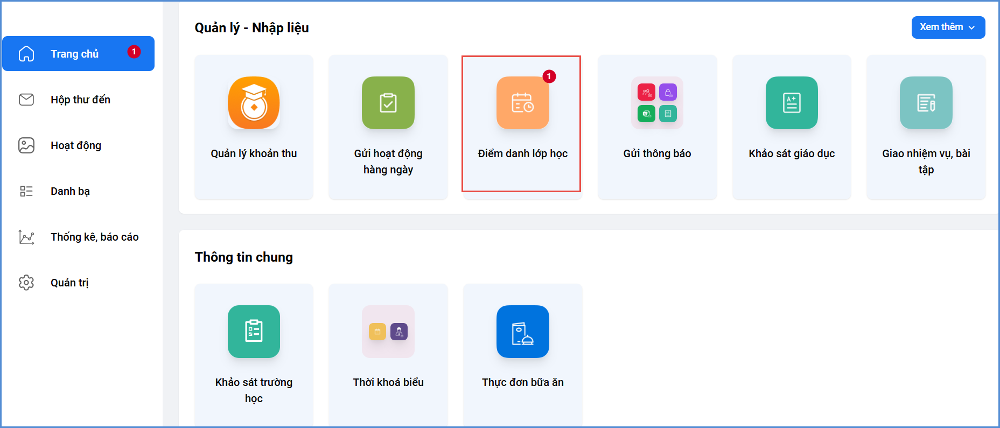 Quản lý - Nhập liệu
Xem thêm
Trang chủ
1
Hộp thư đến
Hoạt động
Danh bạ
Thống kê, báo cáo
Quản trị
Quản lý khoản thu
Gửi hoạt động
hàng ngày
1
Điểm danh lớp học
Gửi thông báo
A+
Khảo sát giáo dục
Giao nhiệm vụ, bài
tập
Thông tin chung
Khảo sát trường
học
Thời khoá biểu
Thực đơn bữa ăn